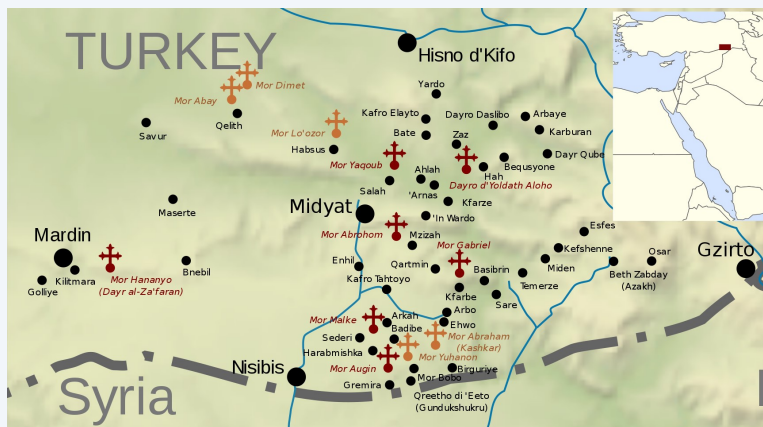 TURKEY
Hisno d'Kifo
Mor Dimet
Mor Abay
Yardo
Qelith
Savur
Kafro Elayto
Dayro Daslibo
Arbaye
Mor Lo'ozor
Bate
Zaz
Karburan
Habsus
Mor Yaqoub
Dayr Qube
Bequsyone
Ahlah
Hah
Dayro d'Yoldath Aloho
Salah
'Arnas
Kfarze
Maserte
Midyat
'In Wardo
Mor Abrohom
Mzizah
Esfes
Mardin
Mor Gabriel
Kefshenne
Osar
Gzirto
Enhil
Qartmin
Miden
Bnebil
Basibrin
Beth Zabday
(Azakh)
Kafro Tahtoyo
Temerze
Kilitmara
Golliye
Mor Hananyo
(Dayr al-Za'faran)
Kfarbe
Sare
Arbo
Mor Malke
Arkah
Ehwo
Badibe
Sederi
Mor Abraham
(Kashkar)
Harabmishka
Mor Yuhanon
Nisibis
Mor Augin
Birguriye
Mor Bobo
Gremira
Syria
Qreetho di 'Eeto
(Gundukshukru)